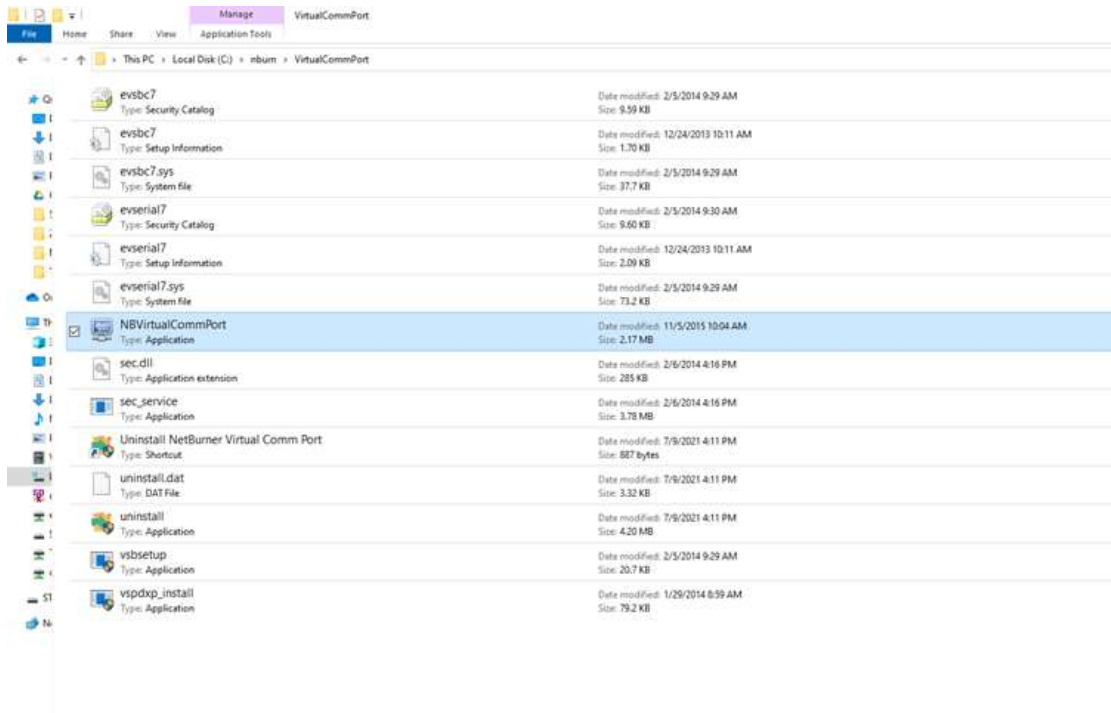 Manage
VirtualCommPort
File
Home
Share
View
Application Tools
This PC
Local Disk (C:)
nburn
VirtualCommPort
evsbc7
Date modified: 2/5/2014 9:29 AM
Type: Security Catalog
Size: 9.59 KB
evsbc7
Date modified: 12/24/2013 10:11 AM
Type: Setup Information
Size: 1.70 KB
evsbc7.sys
Date modified: 2/5/2014 9:29 AM
Type: System file
Size: 37.7 KB
evserial7
Date modified: 2/5/2014 9:30 AM
Type: Security Catalog
Size: 9.60 KB
evserial7
Date modified: 12/24/2013 10:11 AM
Type: Setup Information
Size: 2.09 KB
evserial7.sys
Date modified: 2/5/2014 9:29 AM
Type: System file
Size: 73.2 KB
NBVirtualCommPort
Date modified: 11/5/2015 10:04 AM
Type: Application
Size: 2.17 MB
sec.dll
Date modified: 2/6/2014 4:16 PM
Type: Application extension
Size: 285 KB
sec_service
Date modified: 2/6/2014 4:16 PM
Type: Application
Size: 3.78 MB
Uninstall NetBurner Virtual Comm Port
Date modified: 7/9/2021 4:11 PM
Type: Shortcut
Size: 887 bytes
uninstall.dat
Date modified: 7/9/2021 4:11 PM
Type: DAT File
Size: 3.32 KB
uninstall
Date modified: 7/9/2021 4:11 PM
Type: Application
Size: 4.20 MB
vsbsetup
Date modified: 2/5/2014 9:29 AM
Type: Application
Size: 20.7 KB
vspdxp_install
Date modified: 1/29/2014 8:59 AM
Type: Application
Size: 79.2 KB